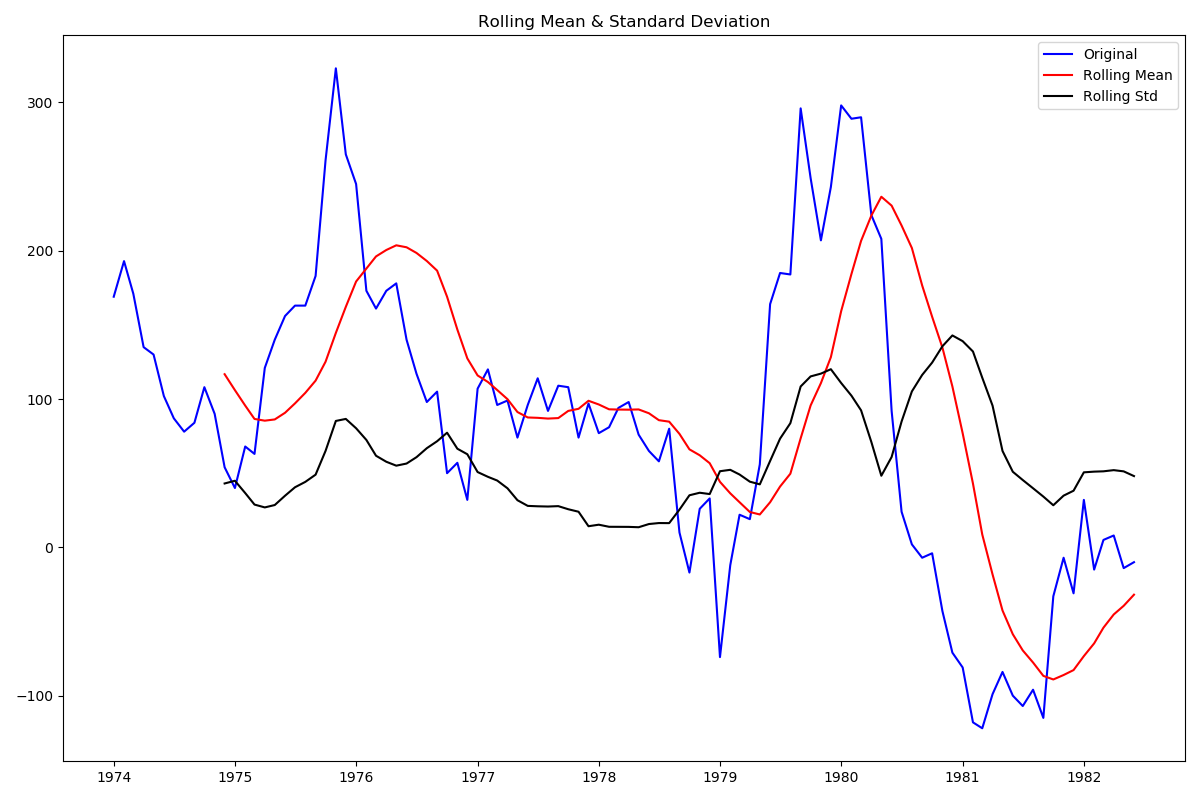 Rolling Mean & Standard Deviation
Original
Rolling Mean
Rolling Std
300
200
100
0
−100
1974 1975 1976 1977 1978 1979 1980 1981 1982